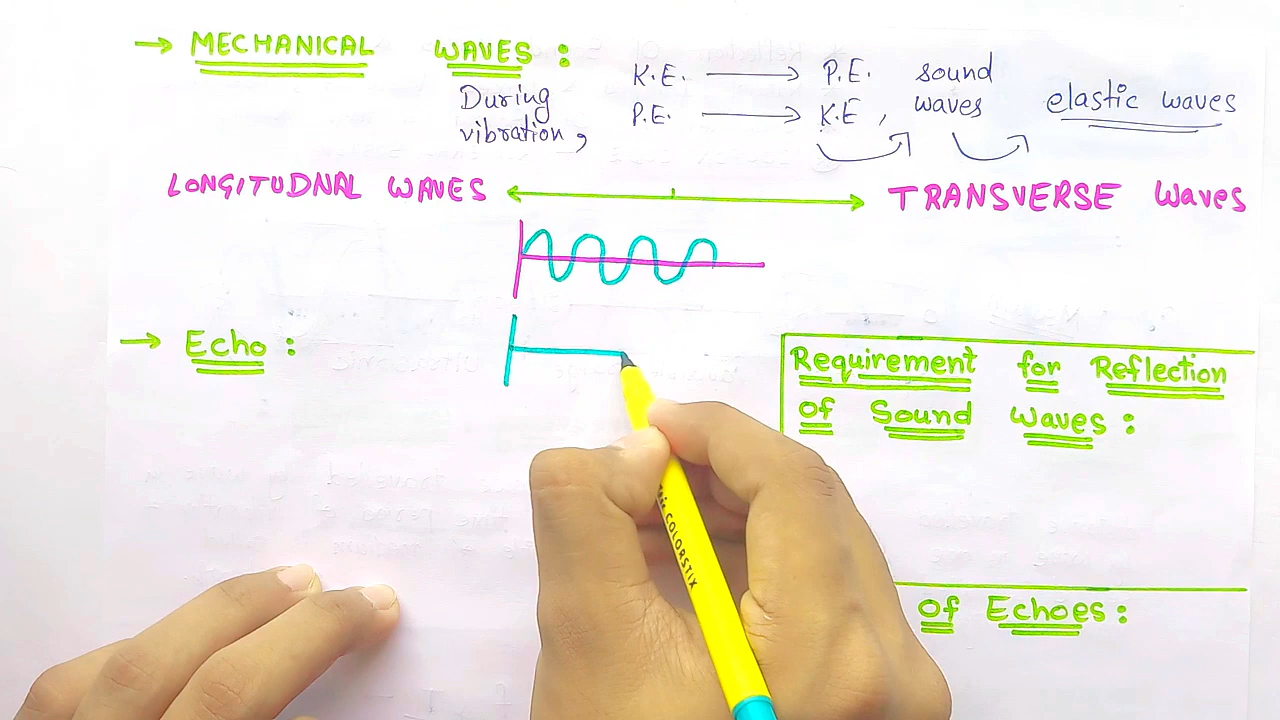 → MECHANICAL WAVES :
During vibration,
K.E. → P.E.
P.E. → K.E ,
sound waves
elastic waves
LONGITUDNAL WAVES
TRANSVERSE Waves
→ Echo :
Requirement for Reflection
of Sound Waves :
Of Echoes :
COLORSTIX